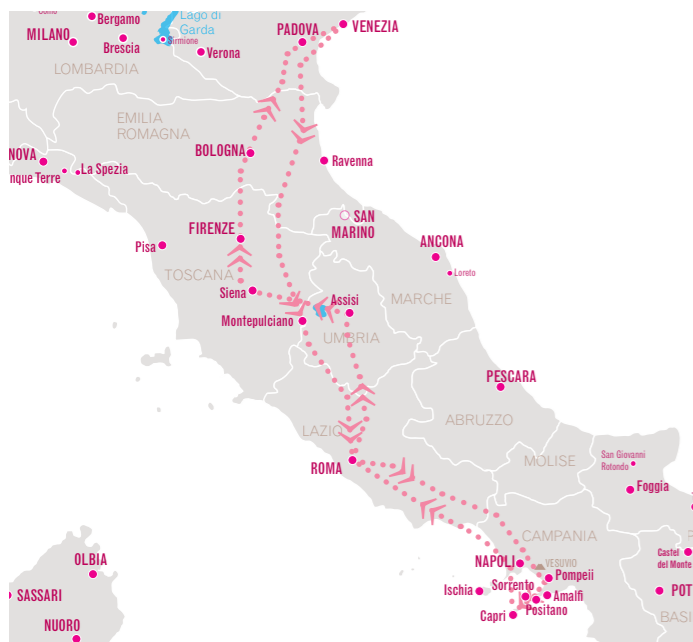 Lago di
Garda
Bergamo
MILANO
Brescia
Sirmione
Verona
PADOVA
VENEZIA
LOMBARDIA
EMILIA
ROMAGNA
BOLOGNA
Ravenna
NOVA
nque Terre
La Spezia
SAN
MARINO
FIRENZE
Pisa
ANCONA
Loreto
TOSCANA
MARCHE
Siena
Assisi
Montepulciano
UMBRIA
PESCARA
LAZIO
ABRUZZO
ROMA
MOLISE
San Giovanni
Rotondo
Foggia
CAMPANIA
NAPOLI
VESUVIO
Pompeii
Castel
del Monte
OLBIA
SASSARI
Ischia
Sorrento
Amalfi
Positano
Capri
POT
BASI
NUORO